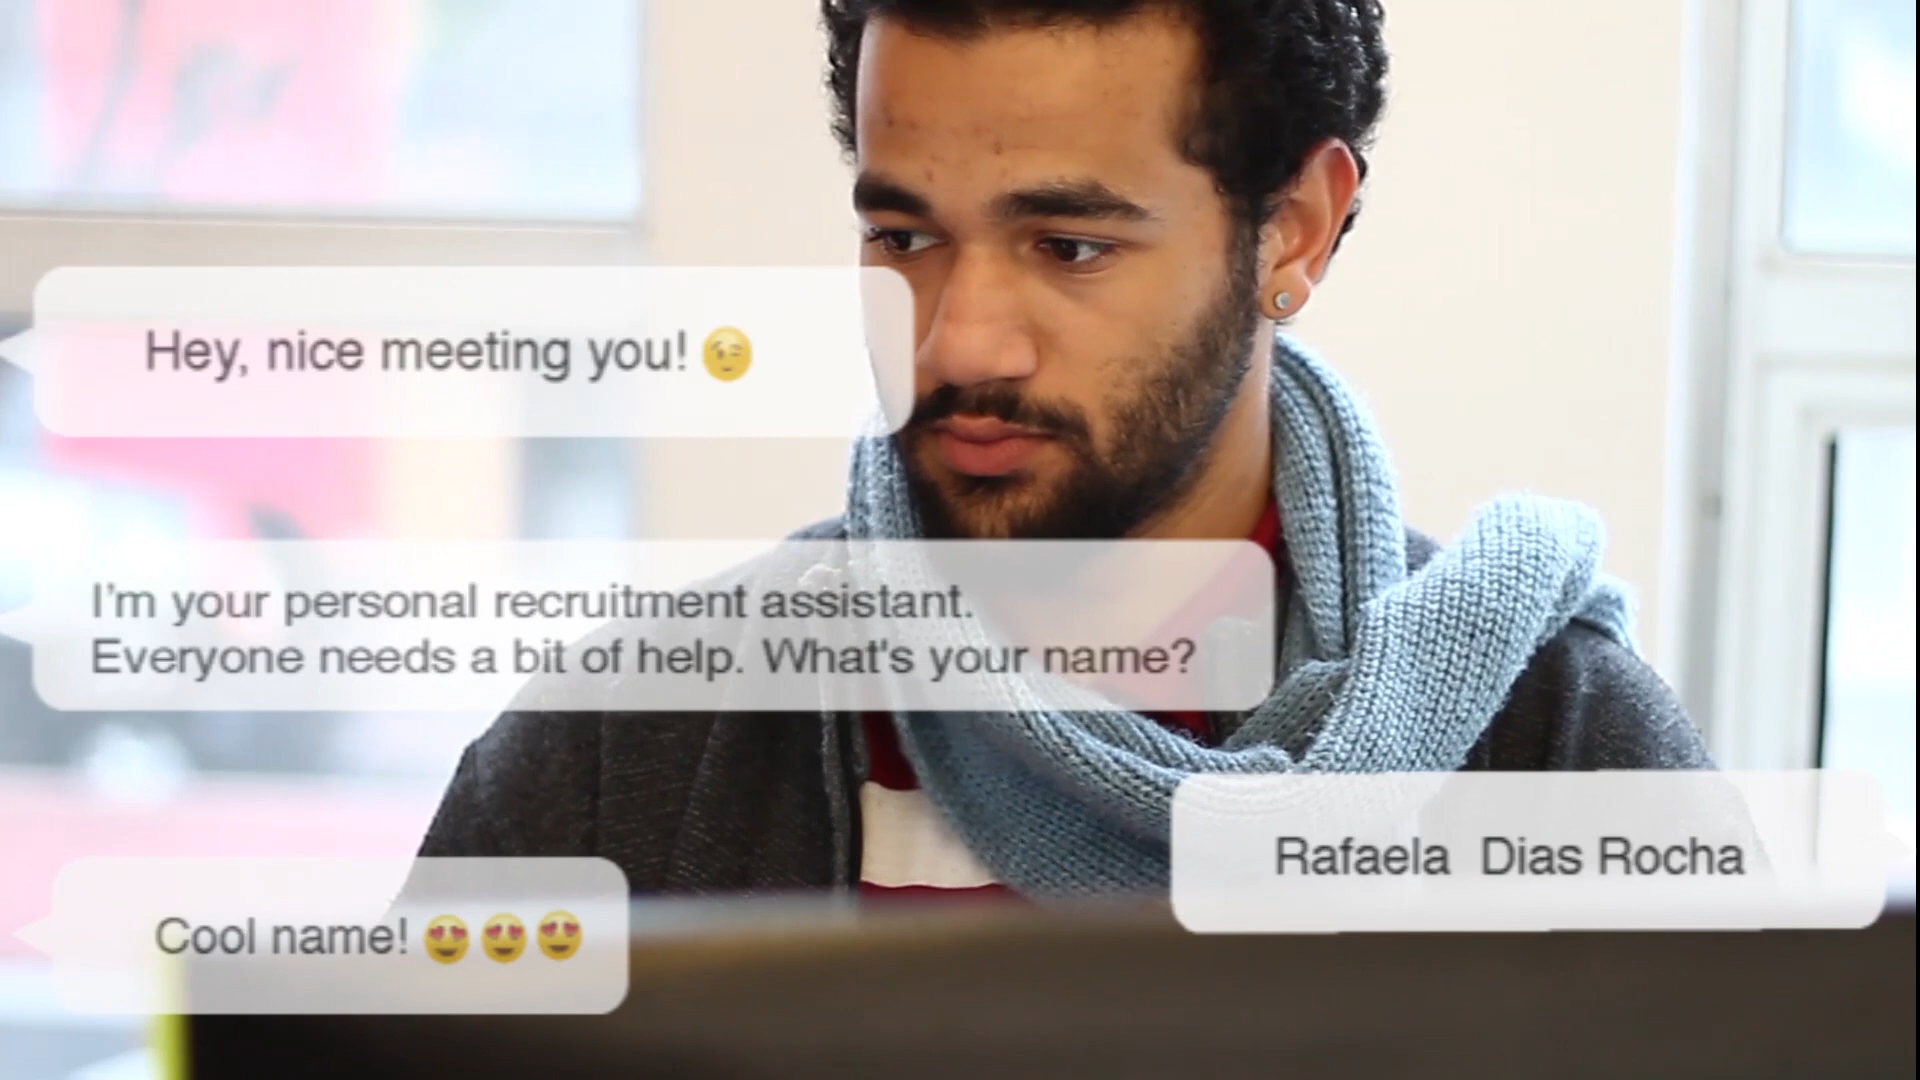 Hey, nice meeting you! 😉
I'm your personal recruitment assistant.
Everyone needs a bit of help. What's your name?
Rafaela Dias Rocha
Cool name! 😍 😍 😍